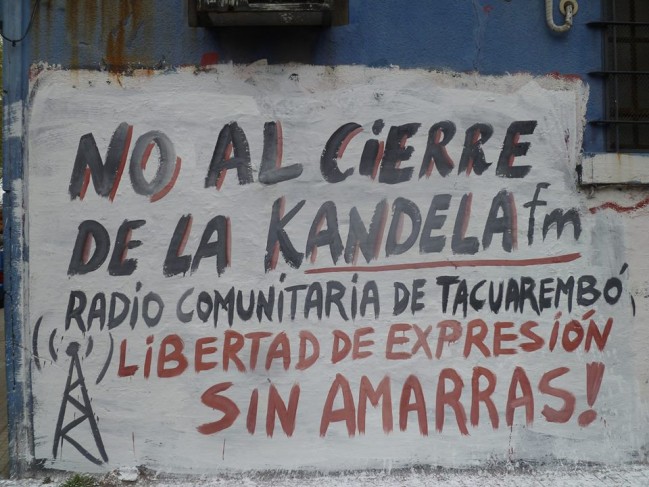 NO AL CIERRE
DE LA KANDELA fm
RADIO COMUNITARIA DE TACUAREMBÓ,
LIBERTAD DE EXPRESIÓN
SIN AMARRAS!